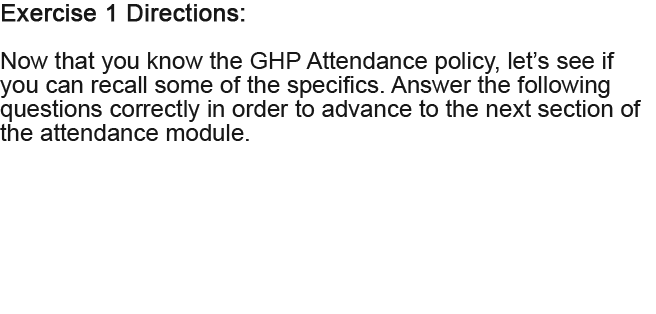 Exercise 1 Directions:
Now that you know the GHP Attendance policy, let’s see if
you can recall some of the specifics. Answer the following
questions correctly in order to advance to the next section of
the attendance module.